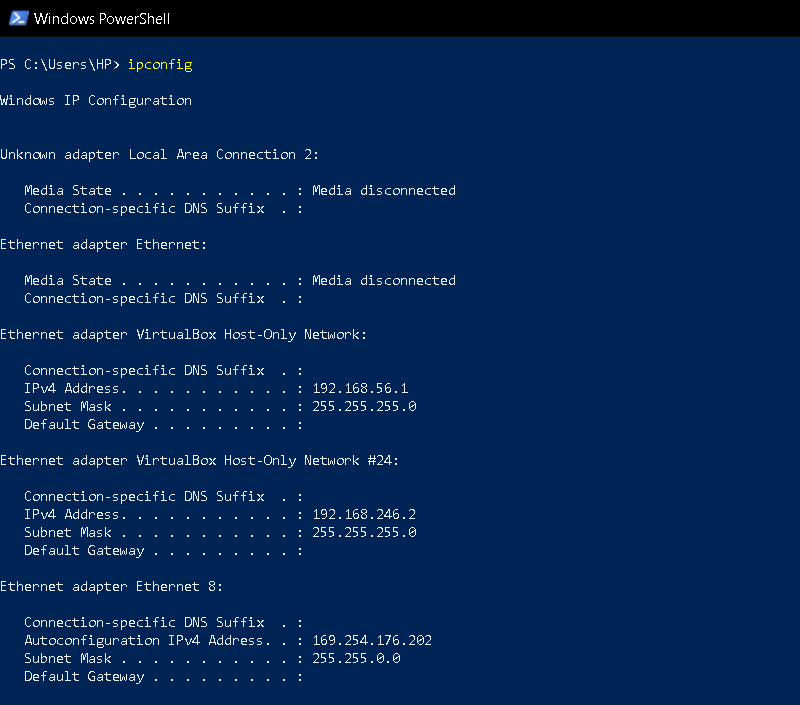 Windows PowerShell
PS C:\Users\HP> ipconfig
Windows IP Configuration
Unknown adapter Local Area Connection 2:
Media State . . . . . . . . . . . : Media disconnected
Connection-specific DNS Suffix  . :
Ethernet adapter Ethernet:
Media State . . . . . . . . . . . : Media disconnected
Connection-specific DNS Suffix  . :
Ethernet adapter VirtualBox Host-Only Network:
Connection-specific DNS Suffix  . :
IPv4 Address. . . . . . . . . . . : 192.168.56.1
Subnet Mask . . . . . . . . . . . : 255.255.255.0
Default Gateway . . . . . . . . . :
Ethernet adapter VirtualBox Host-Only Network #24:
Connection-specific DNS Suffix  . :
IPv4 Address. . . . . . . . . . . : 192.168.246.2
Subnet Mask . . . . . . . . . . . : 255.255.255.0
Default Gateway . . . . . . . . . :
Ethernet adapter Ethernet 8:
Connection-specific DNS Suffix  . :
Autoconfiguration IPv4 Address. . : 169.254.176.202
Subnet Mask . . . . . . . . . . . : 255.255.0.0
Default Gateway . . . . . . . . . :